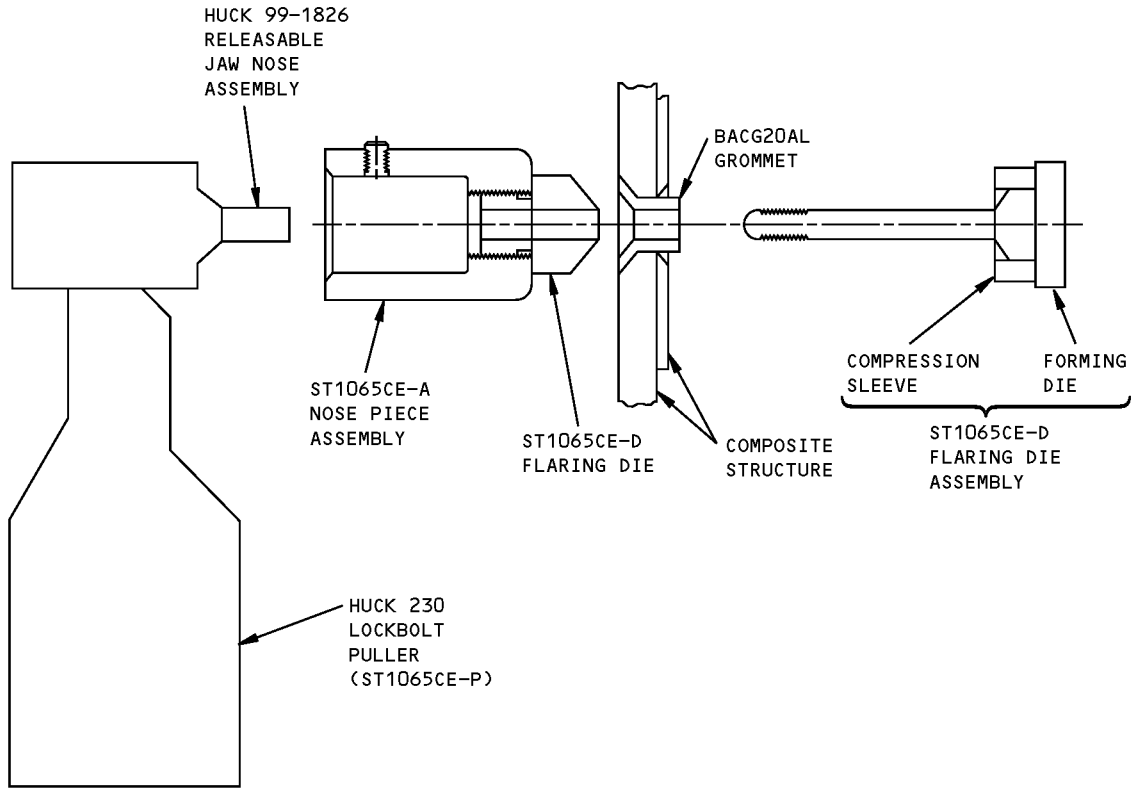 HUCK 99-1826
RELEASABLE
JAW NOSE
ASSEMBLY
BACG20AL
GROMMET
ST1065CE-A
NOSE PIECE
ASSEMBLY
ST1065CE-D
FLARING DIE
COMPOSITE
STRUCTURE
COMPRESSION
SLEEVE
FORMING
DIE
ST1065CE-D
FLARING DIE
ASSEMBLY
HUCK 230
LOCKBOLT
PULLER
(ST1065CE-P)